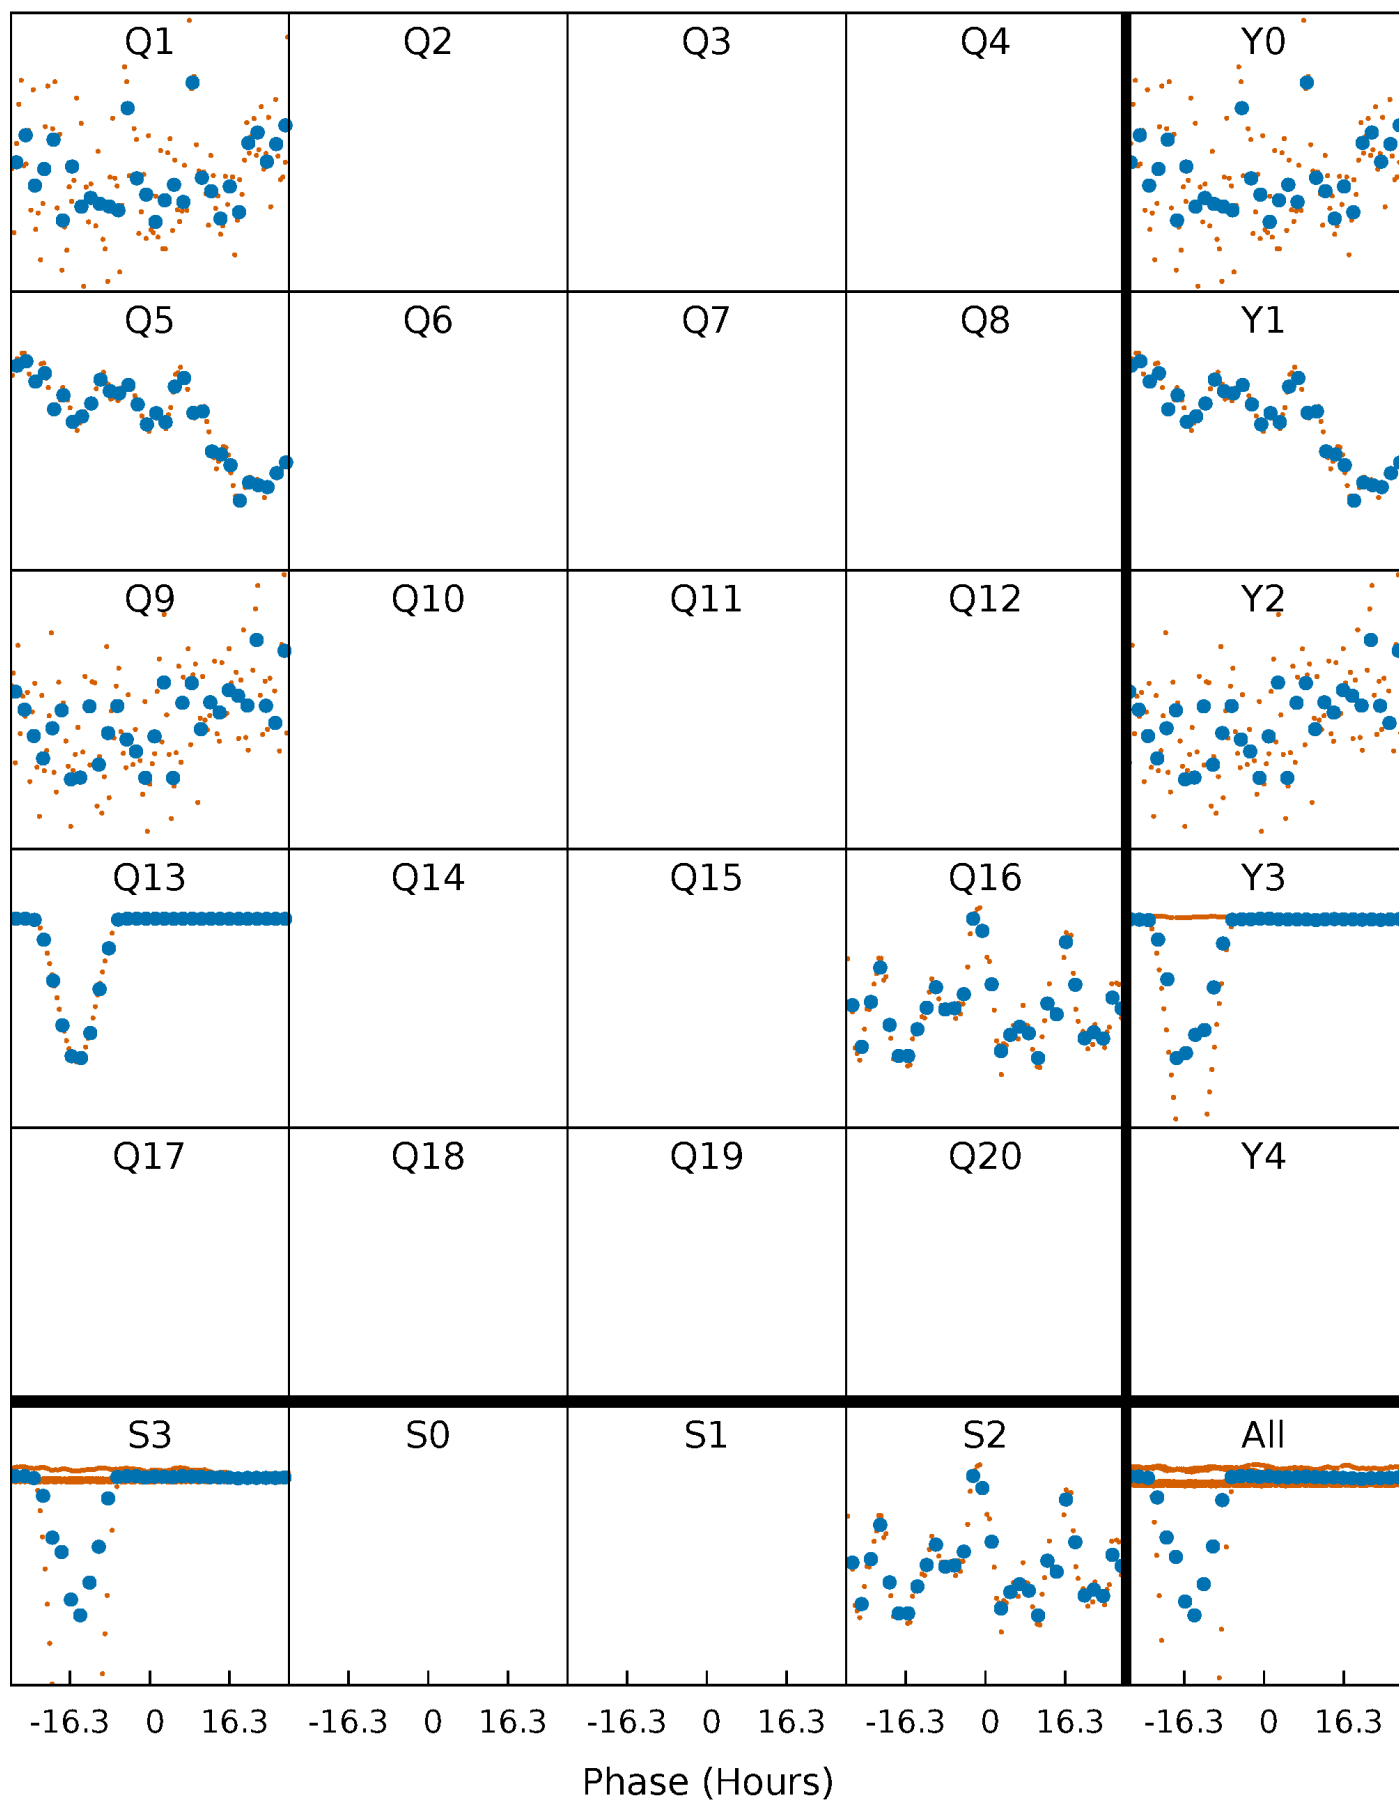 Q1 Q2 Q3 Q4 Y0
Q5 Q6 Q7 Q8 Y1
Q9 Q10 Q11 Q12 Y2
Q13 Q14 Q15 Q16 Y3
Q17 Q18 Q19 Q20 Y4
S3 S0 S1 S2 All
-16.3 0 16.3 -16.3 0 16.3 -16.3 0 16.3 -16.3 0 16.3 -16.3 0 16.3
Phase (Hours)